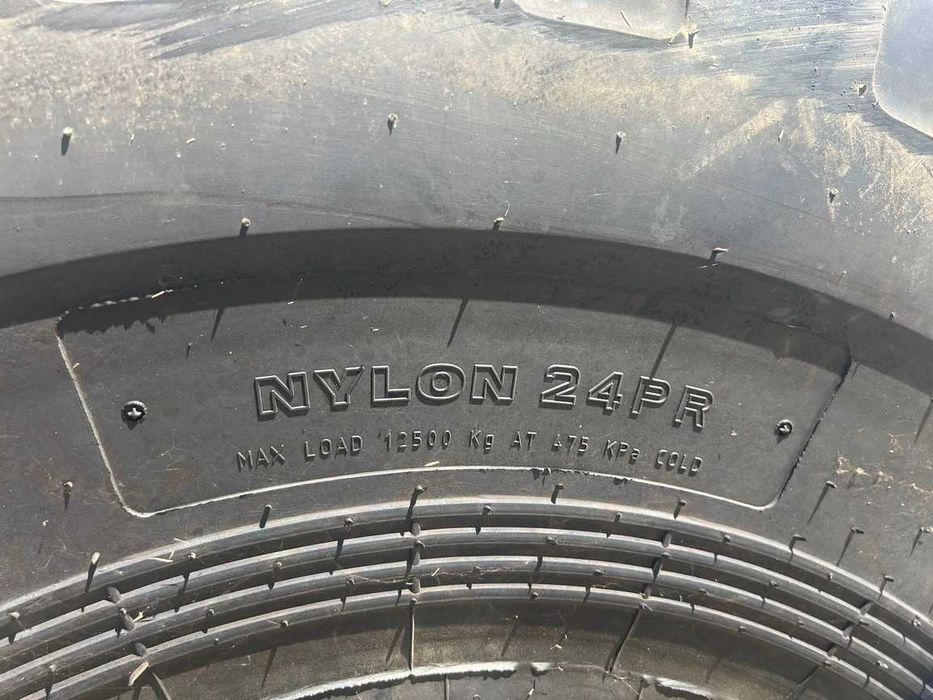 NYLON 24PR
MAX LOAD 12500 Kg AT 475 KPa COLD